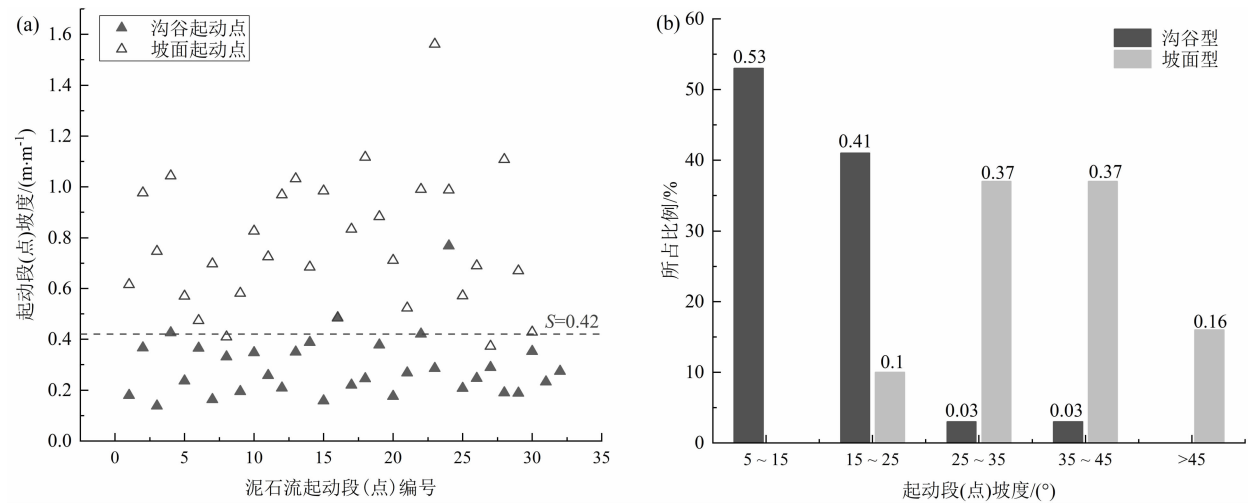 (a)
沟谷起动点
坡面起动点
起动段(点)坡度/(m·m⁻¹)
1.6
1.4
1.2
1.0
0.8
0.6
0.4
0.2
0.0
S=0.42
0 5 10 15 20 25 30 35
泥石流起动段(点)编号
(b)
沟谷型
坡面型
所占比例/%
60
50
40
30
20
10
0
0.53
0.41
0.1
0.03
0.37
0.03
0.37
0.16
5 ~ 15 15 ~ 25 25 ~ 35 35 ~ 45 >45
起动段(点)坡度/(°)